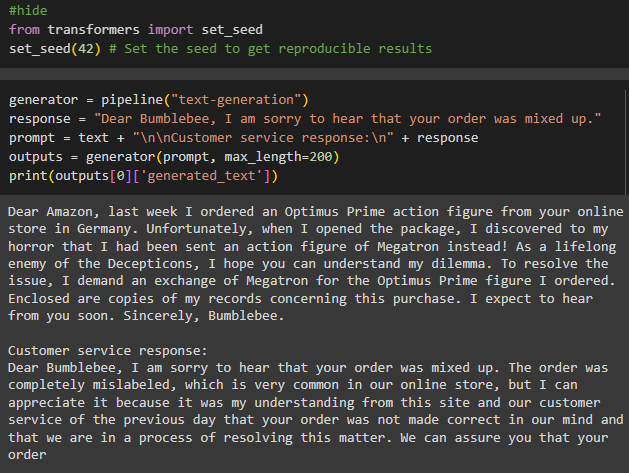 #hide
from transformers import set_seed
set_seed(42) # Set the seed to get reproducible results
generator = pipeline("text-generation")
response = "Dear Bumblebee, I am sorry to hear that your order was mixed up."
prompt = text + "\n\nCustomer service response:\n" + response
outputs = generator(prompt, max_length=200)
print(outputs[0]['generated_text'])
Dear Amazon, last week I ordered an Optimus Prime action figure from your online
store in Germany. Unfortunately, when I opened the package, I discovered to my
horror that I had been sent an action figure of Megatron instead! As a lifelong
enemy of the Decepticons, I hope you can understand my dilemma. To resolve the
issue, I demand an exchange of Megatron for the Optimus Prime figure I ordered.
Enclosed are copies of my records concerning this purchase. I expect to hear
from you soon. Sincerely, Bumblebee.

Customer service response:
Dear Bumblebee, I am sorry to hear that your order was mixed up. The order was
completely mislabeled, which is very common in our online store, but I can
appreciate it because it was my understanding from this site and our customer
service of the previous day that your order was not made correct in our mind and
that we are in a process of resolving this matter. We can assure you that your
order